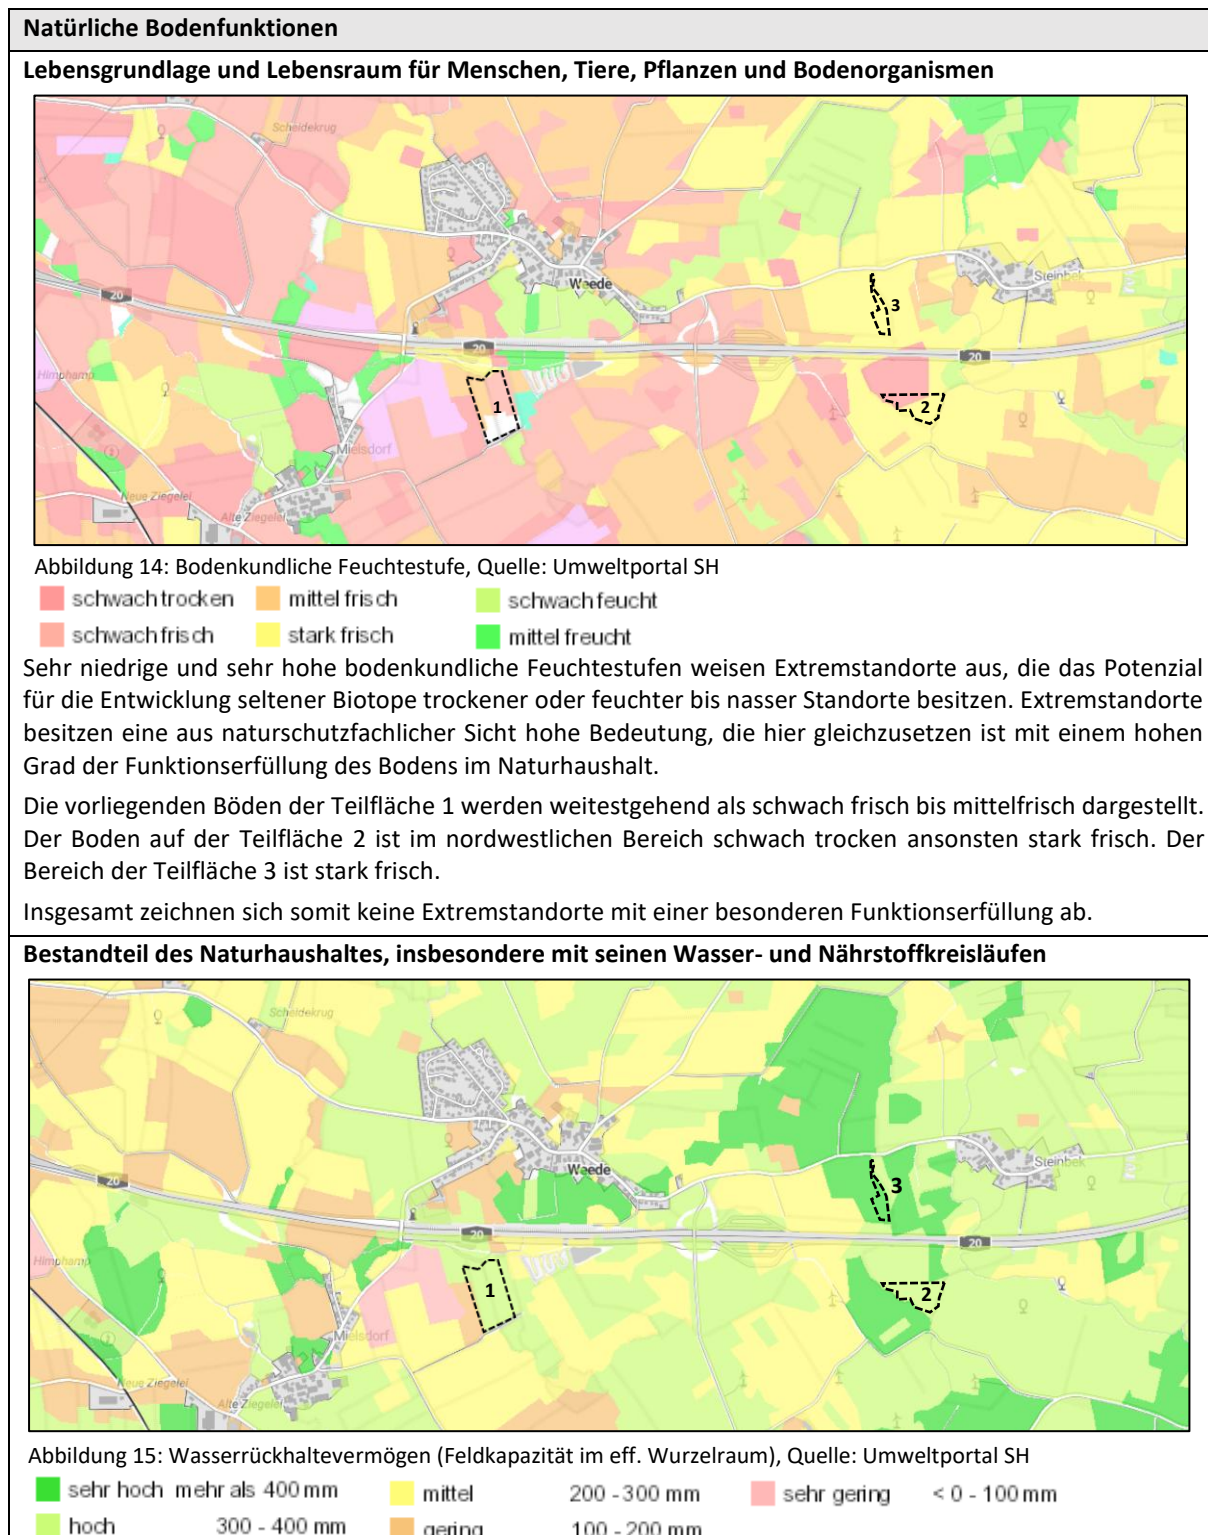 Natürliche Bodenfunktionen
Lebensgrundlage und Lebensraum für Menschen, Tiere, Pflanzen und Bodenorganismen
Scheidekrug
Weede
Steinbek
3
20
20
20
Himphamp
1
2
Mielsdorf
Neue Ziegelei
Alte Ziegelei
Abbildung 14: Bodenkundliche Feuchtestufe, Quelle: Umweltportal SH
schwach trocken mittel frisch schwach feucht
schwach frisch stark frisch mittel freucht
Sehr niedrige und sehr hohe bodenkundliche Feuchtestufen weisen Extremstandorte aus, die das Potenzial
für die Entwicklung seltener Biotope trockener oder feuchter bis nasser Standorte besitzen. Extremstandorte
besitzen eine aus naturschutzfachlicher Sicht hohe Bedeutung, die hier gleichzusetzen ist mit einem hohen
Grad der Funktionserfüllung des Bodens im Naturhaushalt.
Die vorliegenden Böden der Teilfläche 1 werden weitestgehend als schwach frisch bis mittelfrisch dargestellt.
Der Boden auf der Teilfläche 2 ist im nordwestlichen Bereich schwach trocken ansonsten stark frisch. Der
Bereich der Teilfläche 3 ist stark frisch.
Insgesamt zeichnen sich somit keine Extremstandorte mit einer besonderen Funktionserfüllung ab.
Bestandteil des Naturhaushaltes, insbesondere mit seinen Wasser- und Nährstoffkreisläufen
Scheidekrug
Weede
Steinbek
20
3
20
20
Himphamp
1
2
Mielsdorf
Neue Ziegelei
Alte Ziegelei
Abbildung 15: Wasserrückhaltevermögen (Feldkapazität im eff. Wurzelraum), Quelle: Umweltportal SH
sehr hoch mehr als 400 mm mittel 200 - 300 mm sehr gering < 0 - 100 mm
hoch 300 - 400 mm gering 100 - 200 mm